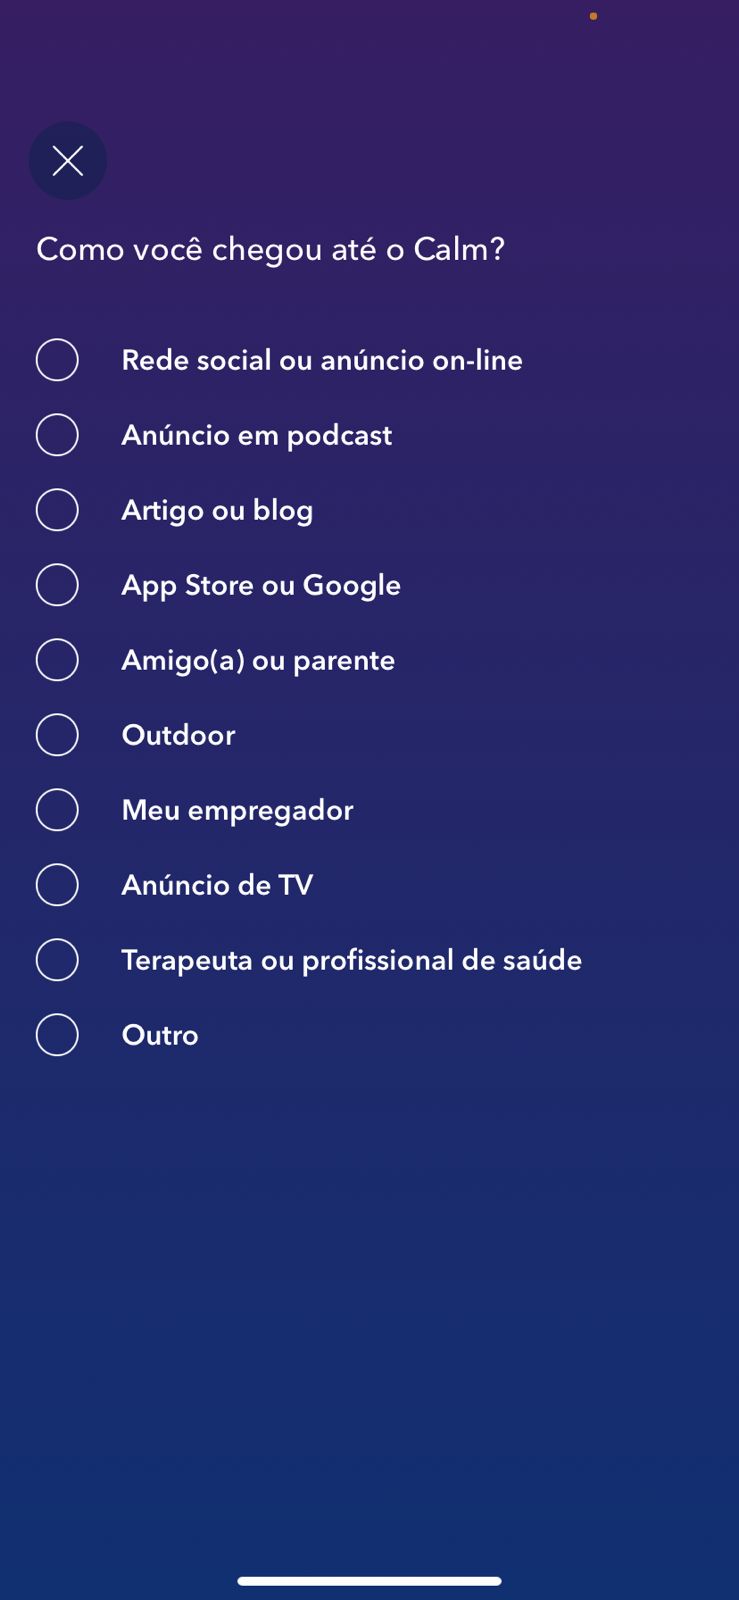 Como você chegou até o Calm?
Rede social ou anúncio on-line
Anúncio em podcast
Artigo ou blog
App Store ou Google
Amigo(a) ou parente
Outdoor
Meu empregador
Anúncio de TV
Terapeuta ou profissional de saúde
Outro